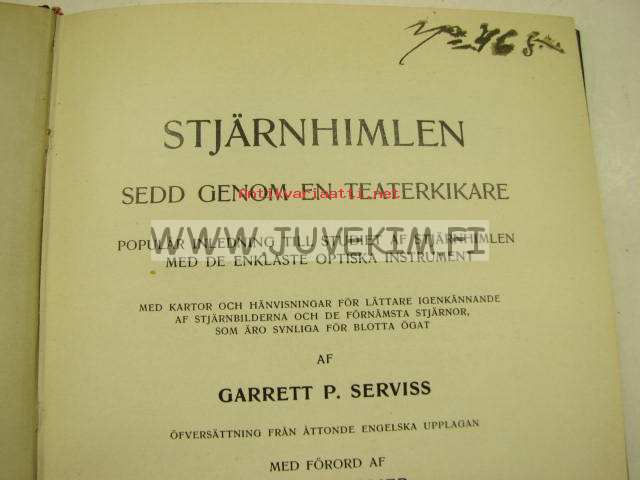 STJÄRNHIMLEN
SEDD GENOM EN TEATERKIKARE
Antikvariaatti.net
POPULÄR INLEDNING TILL STUDIET AF STJÄRNHIMLEN
WWW.JUVEKIM.FI
MED DE ENKLASTE OPTISKA INSTRUMENT
MED KARTOR OCH HÄNVISNINGAR FÖR LÄTTARE IGENKÄNNANDE
AF STJÄRNBILDERNA OCH DE FÖRNÄMSTA STJÄRNOR,
SOM ÄRO SYNLIGA FÖR BLOTTA ÖGAT
AF
GARRETT P. SERVISS
ÖFVERSÄTTNING FRÅN ÅTTONDE ENGELSKA UPPLAGAN
MED FÖRORD AF